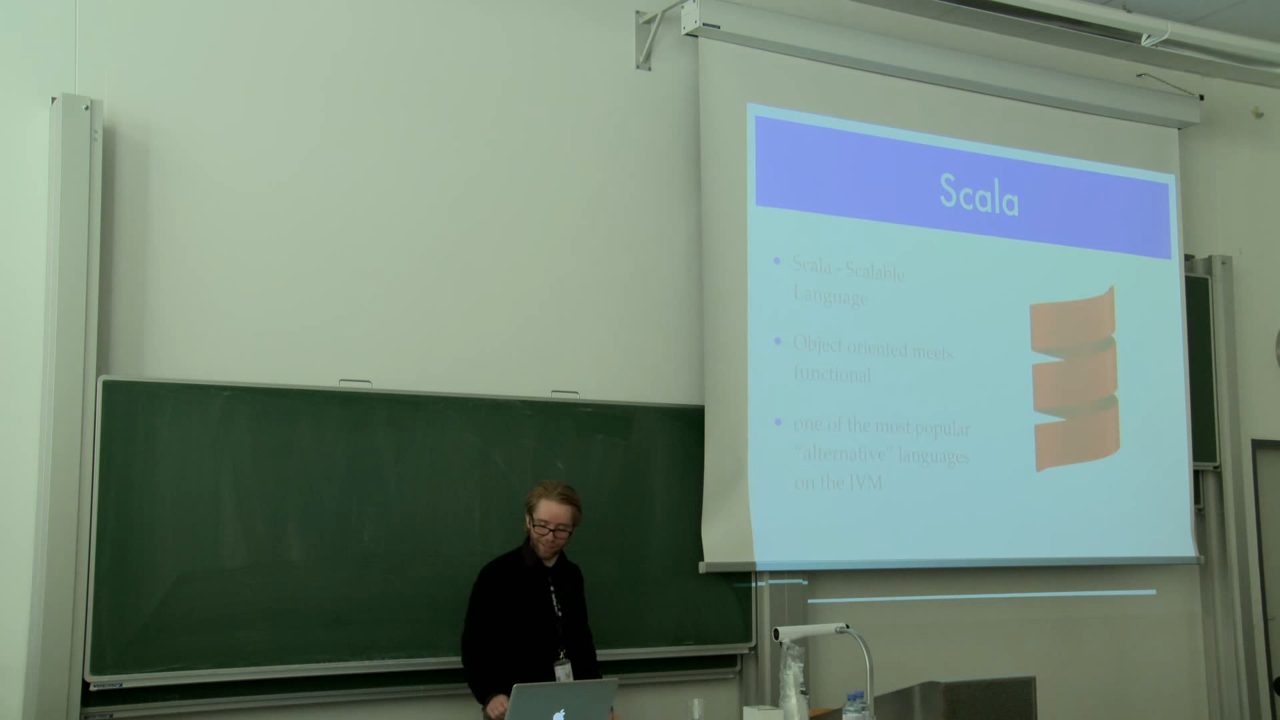 Scala
Scala - Scalable
Language
Object oriented meets
functional
one of the most popular
"alternative" languages
on the JVM